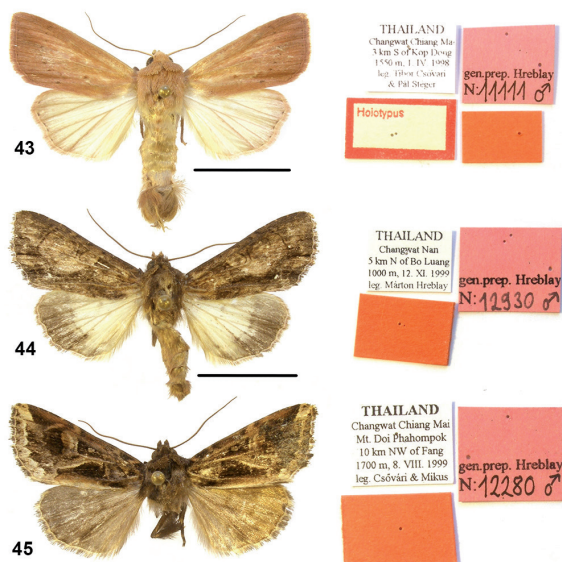 THAILAND
Changwat Chiang Ma
3 km S of Kop Dong
1550 m, 1. IV. 1998
leg. Tibor Csővári
& Pál Steger
gen.prep. Hreblay
N: 11111 ♂
Holotypus
43
THAILAND
Changwat Nan
5 km N of Bo Luang
1000 m, 12. XI. 1999
leg. Márton Hreblay
gen.prep. Hreblay
N: 12930 ♂
44
THAILAND
Changwat Chiang Mai
Mt. Doi Phahompok
10 km NW of Fang
1700 m, 8. VIII. 1999
leg. Csővári & Mikus
gen.prep. Hreblay
N: 12280 ♂
45